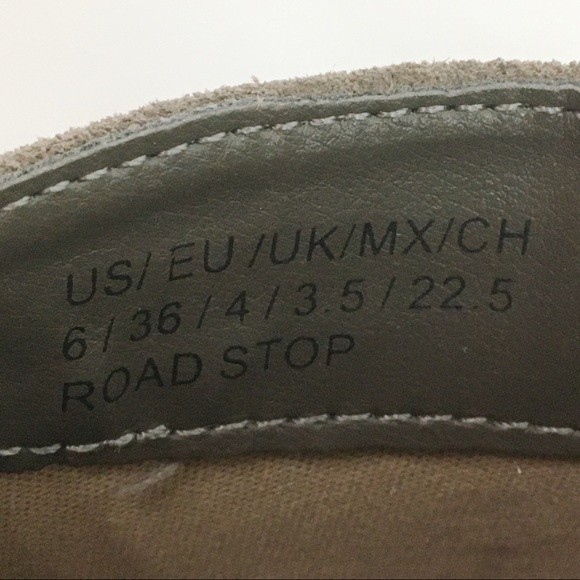 US/ EU /UK/MX/CH
6 / 36 / 4 / 3.5 / 22.5
ROAD STOP